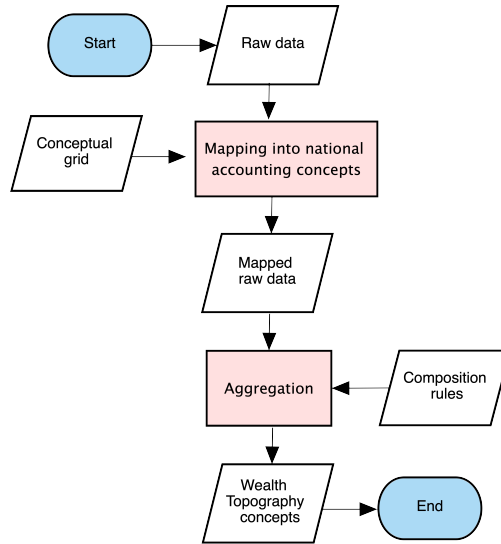 Start
Raw data
Conceptual
grid
Mapping into national
accounting concepts
Mapped
raw data
Aggregation
Composition
rules
Wealth
Topography
concepts
End